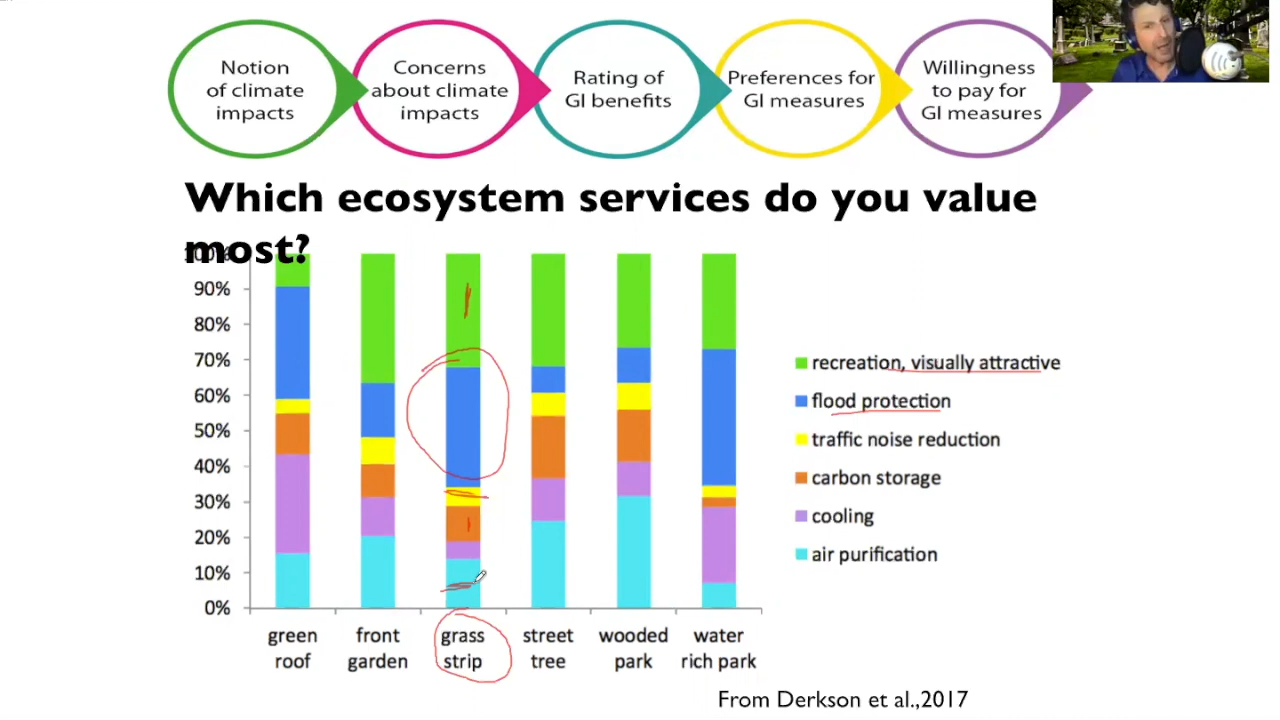 Notion
of climate
impacts
Concerns
about climate
impacts
Rating of
GI benefits
Preferences for
GI measures
Willingness
to pay for
GI measures
Which ecosystem services do you value
most?
100%
90%
80%
70%
60%
50%
40%
30%
20%
10%
0%
recreation, visually attractive
flood protection
traffic noise reduction
carbon storage
cooling
air purification
green
roof
front
garden
grass
strip
street
tree
wooded
park
water
rich park
From Derkson et al.,2017